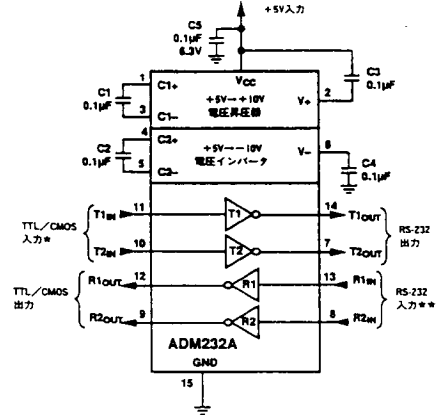 +5V入力
C5
0.1μF
6.3V
C3
0.1μF
VCC
1
C1+
C1
0.1μF
3
C1-
+5V→+10V
電圧昇圧器
V+
2
4
C2+
C2
0.1μF
5
C2-
+5V→-10V
電圧インバータ
V-
6
C4
0.1μF
TTL/CMOS
入力*
T1IN
11
T1
14
T1OUT
T2IN
10
T2
7
T2OUT
RS-232
出力
TTL/CMOS
出力
R1OUT
12
R1
13
R1IN
R2OUT
9
R2
8
R2IN
RS-232
入力**
ADM232A
GND
15